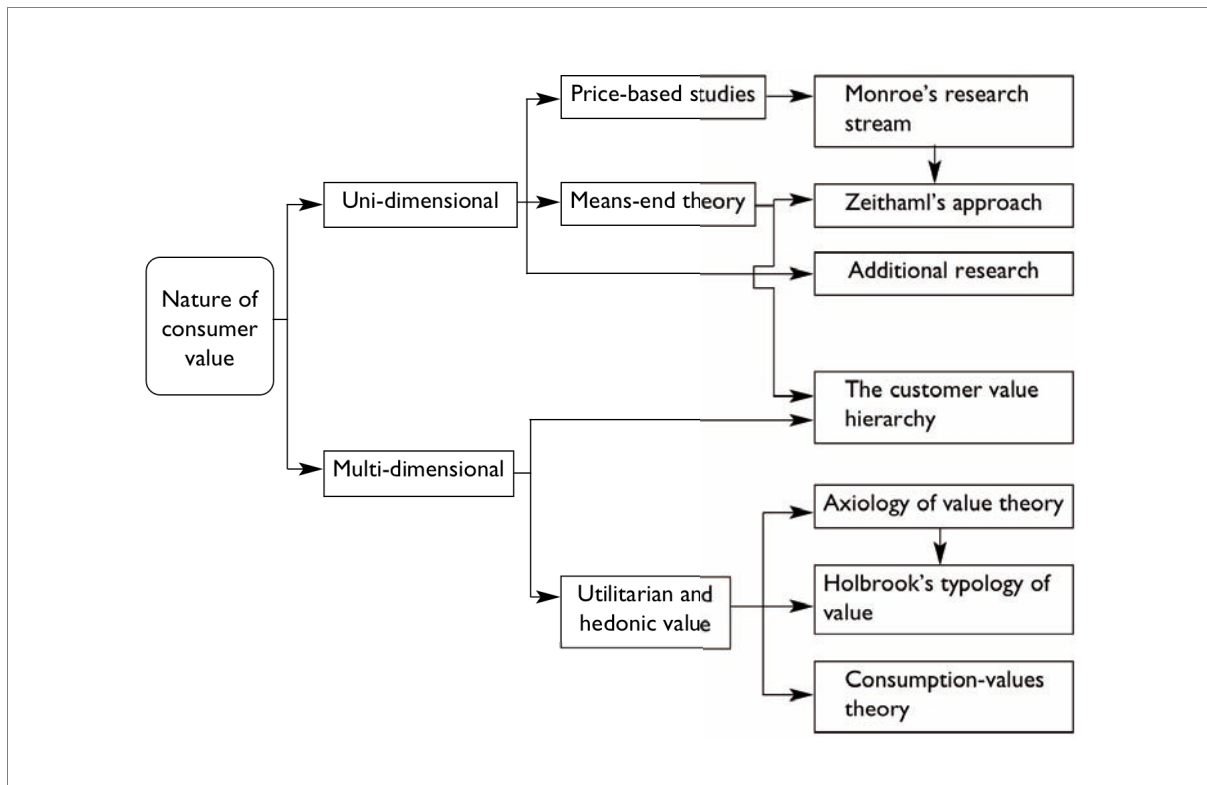 Price-based studies
Monroe's research
stream
Uni-dimensional
Means-end theory
Zeithaml's approach
Additional research
Nature of
consumer
value
The customer value
hierarchy
Multi-dimensional
Axiology of value theory
Utilitarian and
hedonic value
Holbrook's typology of
value
Consumption-values
theory